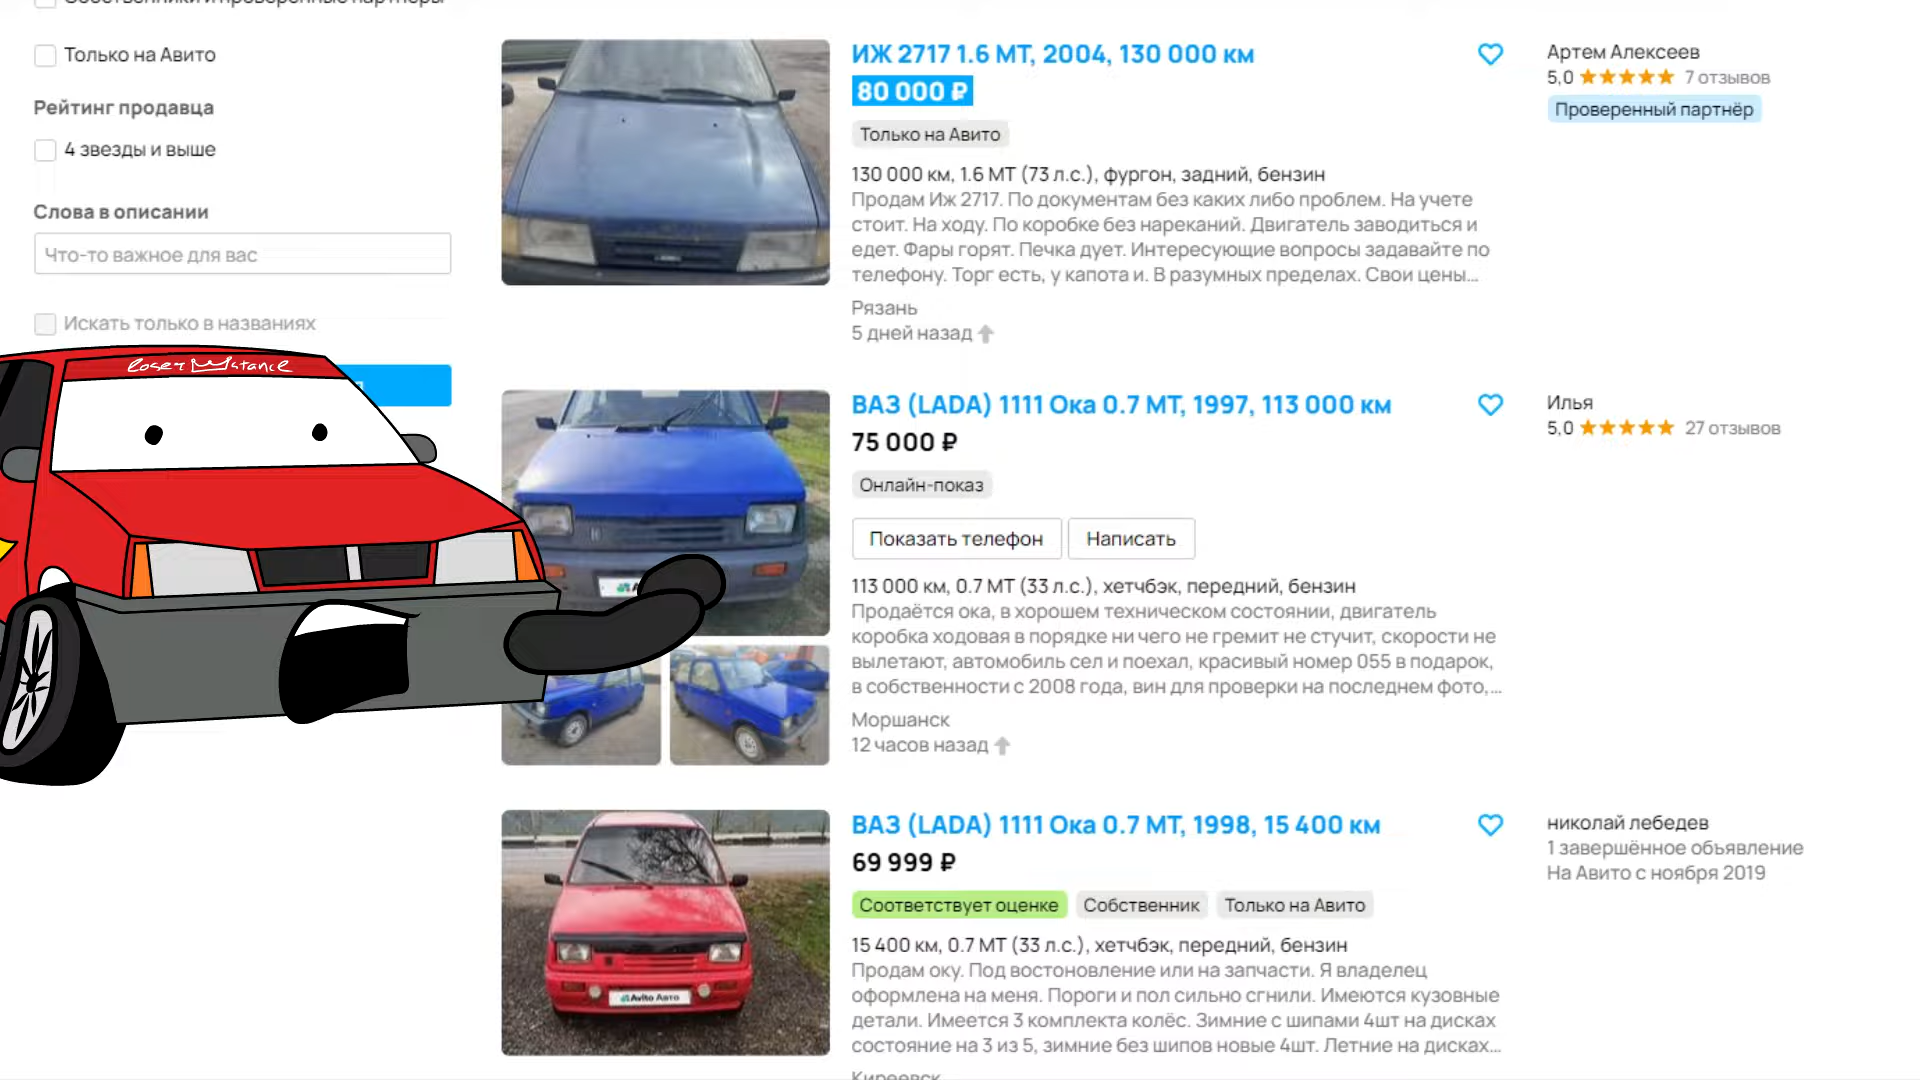 Только на Авито
Рейтинг продавца
4 звезды и выше
Слова в описании
Что-то важное для вас
Искать только в названиях
loser stance
ИЖ 2717 1.6 MT, 2004, 130 000 км
80 000 ₽
Только на Авито
130 000 км, 1.6 MT (73 л.с.), фургон, задний, бензин
Продам Иж 2717. По документам без каких либо проблем. На учете
стоит. На ходу. По коробке без нареканий. Двигатель заводиться и
едет. Фары горят. Печка дует. Интересующие вопросы задавайте по
телефону. Торг есть, у капота и. В разумных пределах. Свои цены…
Рязань
5 дней назад
Артем Алексеев
5,0 7 отзывов
Проверенный партнёр
ВАЗ (LADA) 1111 Ока 0.7 MT, 1997, 113 000 км
75 000 ₽
Онлайн-показ
Показать телефон Написать
113 000 км, 0.7 MT (33 л.с.), хетчбэк, передний, бензин
Продаётся ока, в хорошем техническом состоянии, двигатель
коробка ходовая в порядке ни чего не гремит не стучит, скорости не
вылетают, автомобиль сел и поехал, красивый номер 055 в подарок,
в собственности с 2008 года, вин для проверки на последнем фото,…
Моршанск
12 часов назад
Илья
5,0 27 отзывов
ВАЗ (LADA) 1111 Ока 0.7 MT, 1998, 15 400 км
69 999 ₽
Соответствует оценке Собственник Только на Авито
15 400 км, 0.7 MT (33 л.с.), хетчбэк, передний, бензин
Продам оку. Под востоновление или на запчасти. Я владелец
оформлена на меня. Пороги и пол сильно сгнили. Имеются кузовные
детали. Имеется 3 комплекта колёс. Зимние с шипами 4шт на дисках
состояние на 3 из 5, зимние без шипов новые 4шт. Летние на дисках…
николай лебедев
1 завершённое объявление
На Авито с ноября 2019
Avito Авто